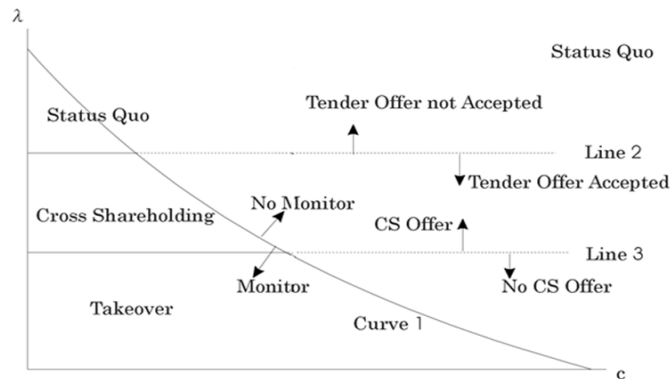 λ
Status Quo
Tender Offer not Accepted
Status Quo
Line 2
Tender Offer Accepted
No Monitor
Cross Shareholding
CS Offer
Line 3
Monitor
No CS Offer
Takeover
Curve 1
c